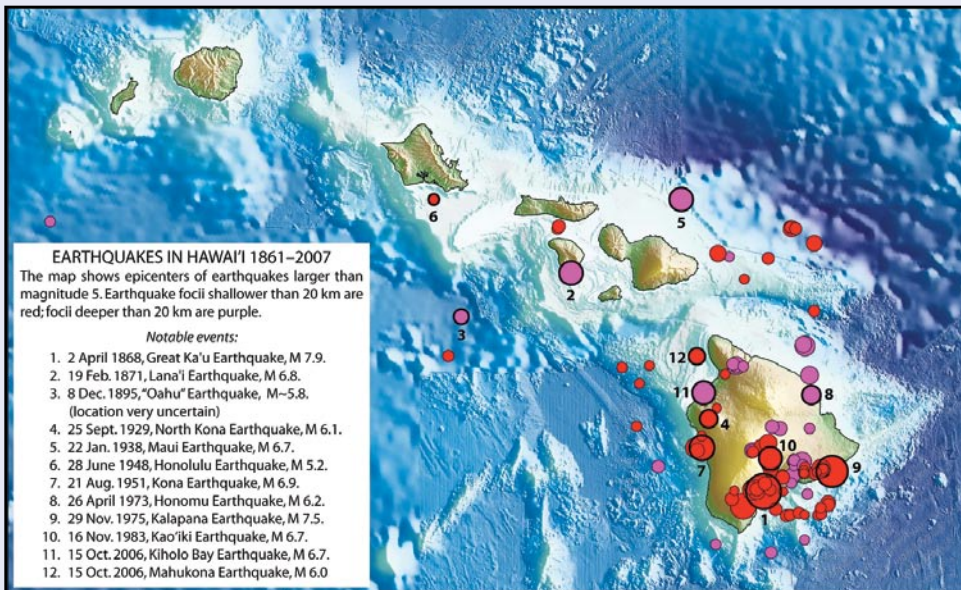 EARTHQUAKES IN HAWAI'I 1861–2007
The map shows epicenters of earthquakes larger than
magnitude 5. Earthquake focii shallower than 20 km are
red; focii deeper than 20 km are purple.
Notable events:
1. 2 April 1868, Great Ka'u Earthquake, M 7.9.
2. 19 Feb. 1871, Lana'i Earthquake, M 6.8.
3. 8 Dec. 1895, "Oahu" Earthquake, M~5.8.
(location very uncertain)
4. 25 Sept. 1929, North Kona Earthquake, M 6.1.
5. 22 Jan. 1938, Maui Earthquake, M 6.7.
6. 28 June 1948, Honolulu Earthquake, M 5.2.
7. 21 Aug. 1951, Kona Earthquake, M 6.9.
8. 26 April 1973, Honomu Earthquake, M 6.2.
9. 29 Nov. 1975, Kalapana Earthquake, M 7.5.
10. 16 Nov. 1983, Kao'iki Earthquake, M 6.7.
11. 15 Oct. 2006, Kiholo Bay Earthquake, M 6.7.
12. 15 Oct. 2006, Mahukona Earthquake, M 6.0
6
5
2
3
12
11
8
4
10
7
9
1